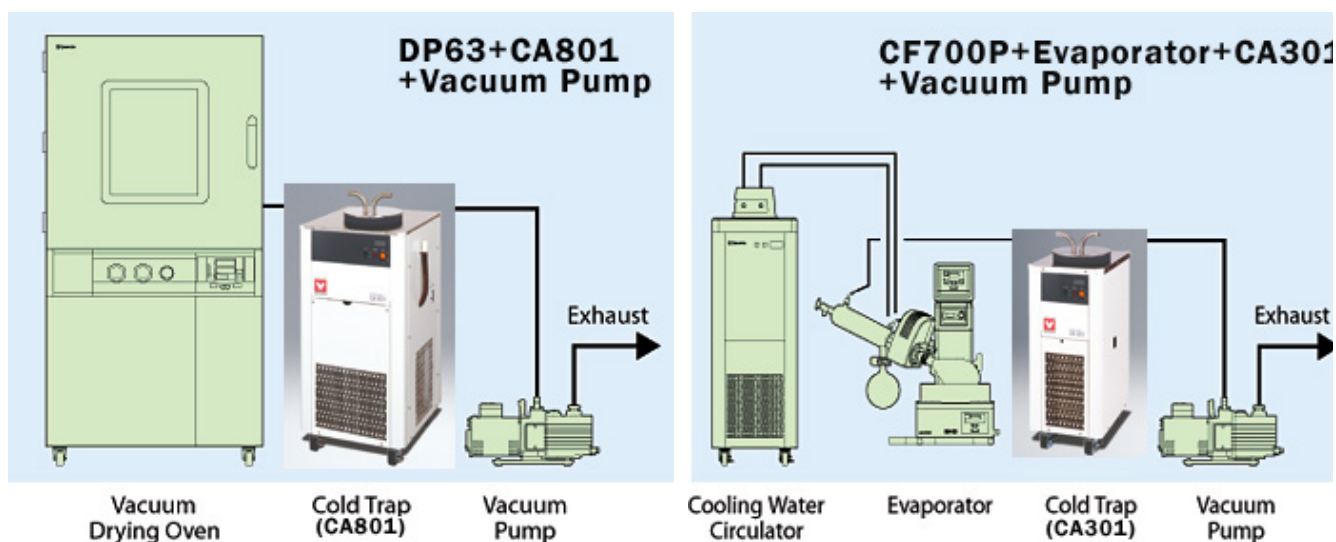 DP63+CA801
+Vacuum Pump
Exhaust
Vacuum
Drying Oven
Cold Trap
(CA801)
Vacuum
Pump
CF700P+Evaporator+CA301
+Vacuum Pump
Exhaust
Cooling Water
Circulator
Evaporator
Cold Trap
(CA301)
Vacuum
Pump